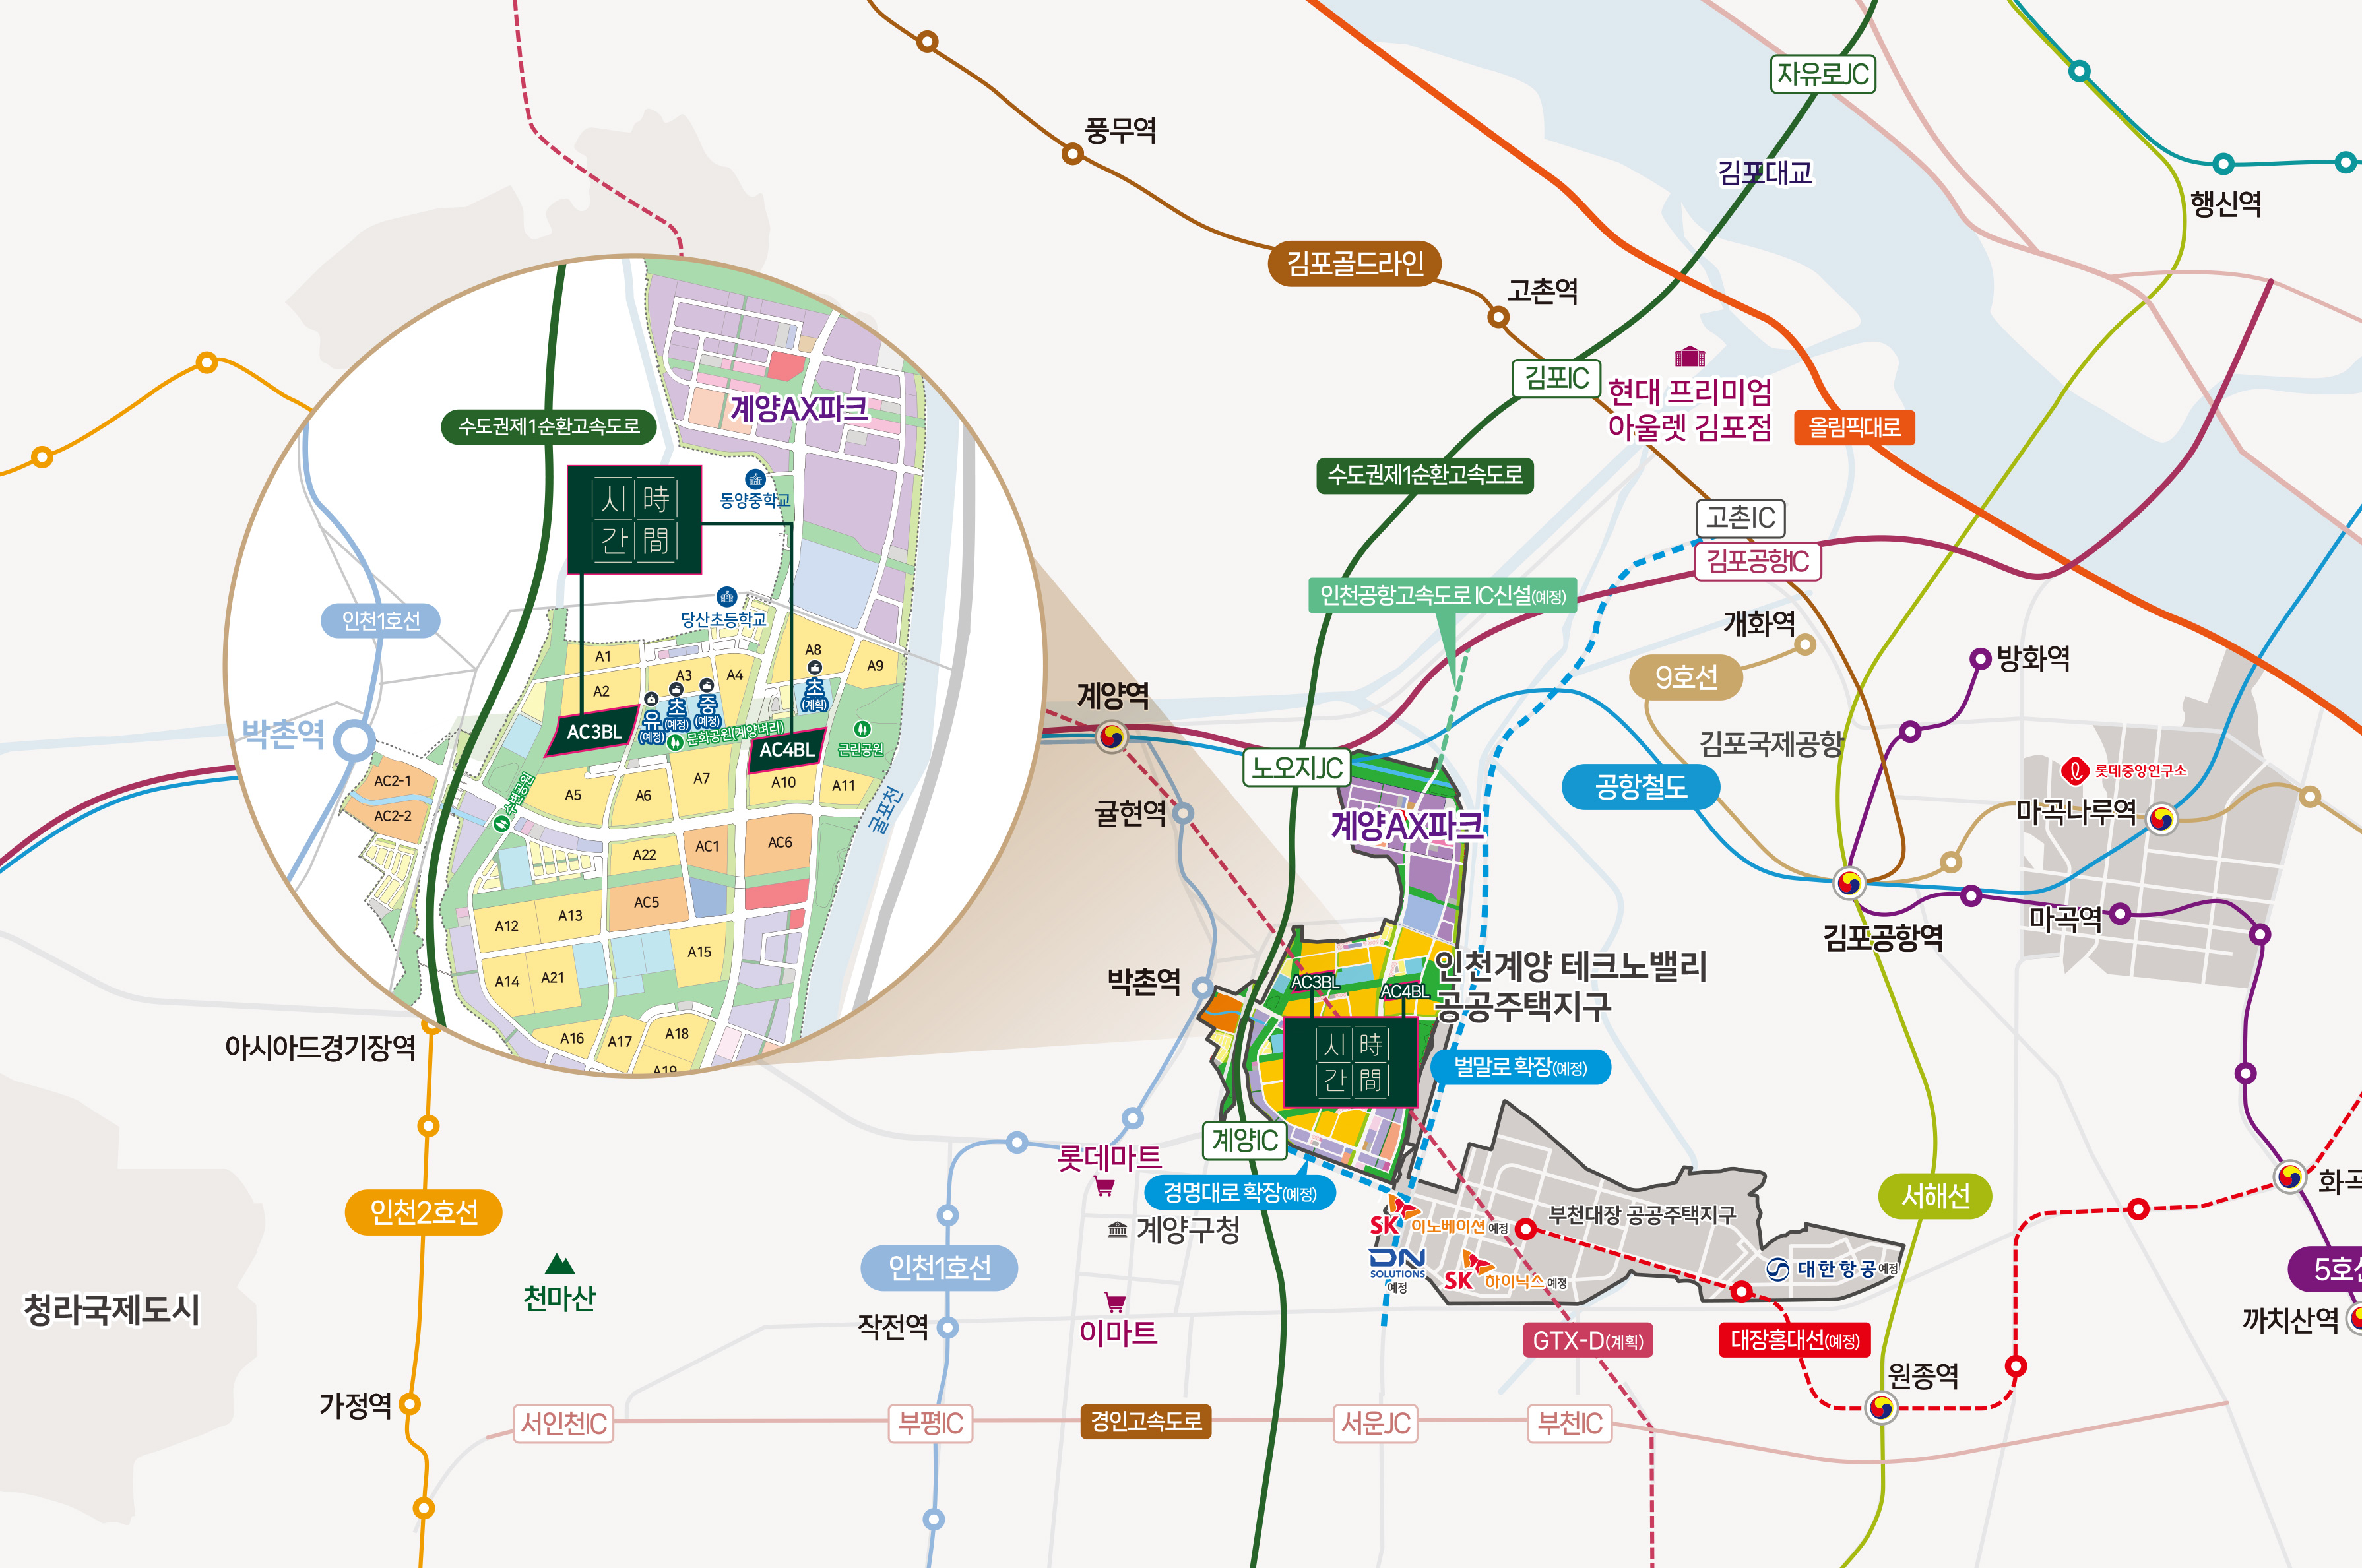 자유로JC
풍무역
김포대교
행신역
김포골드라인
고촌역
김포IC
현대 프리미엄
아울렛 김포점
올림픽대로
수도권제1순환고속도로
고촌IC
김포공항IC
인천공항고속도로 IC신설(예정)
개화역
9호선
방화역
김포국제공항
계양역
노오지JC
공항철도
롯데중앙연구소
마곡나루역
귤현역
계양AX파크
마곡역
김포공항역
박촌역
인천계양 테크노밸리
공공주택지구
AC3BL
AC4BL
시 時
간 間
벌말로 확장(예정)
계양IC
롯데마트
경명대로 확장(예정)
계양구청
SK 이노베이션 예정
부천대장 공공주택지구
DN
SOLUTIONS
예정
SK 하이닉스 예정
대한항공 예정
서해선
화곡
5호선
까치산역
인천1호선
작전역
이마트
GTX-D(계획)
대장홍대선(예정)
원종역
서인천IC
부평IC
경인고속도로
서운JC
부천IC
아시아드경기장역
인천2호선
천마산
청라국제도시
가정역
수도권제1순환고속도로
계양AX파크
시 時
간 間
동양중학교
인천1호선
당산초등학교
A1
A2
A3
A4
A8
A9
유
(예정)
초
(예정)
중
(예정)
초
(계획)
AC3BL
문화공원(계양벼리)
AC4BL
근린공원
박촌역
AC2-1
AC2-2
수변공원
A5
A6
A7
A10
A11
굴포천
A22
AC1
AC6
AC5
A12
A13
A15
A14
A21
A16
A17
A18
A19